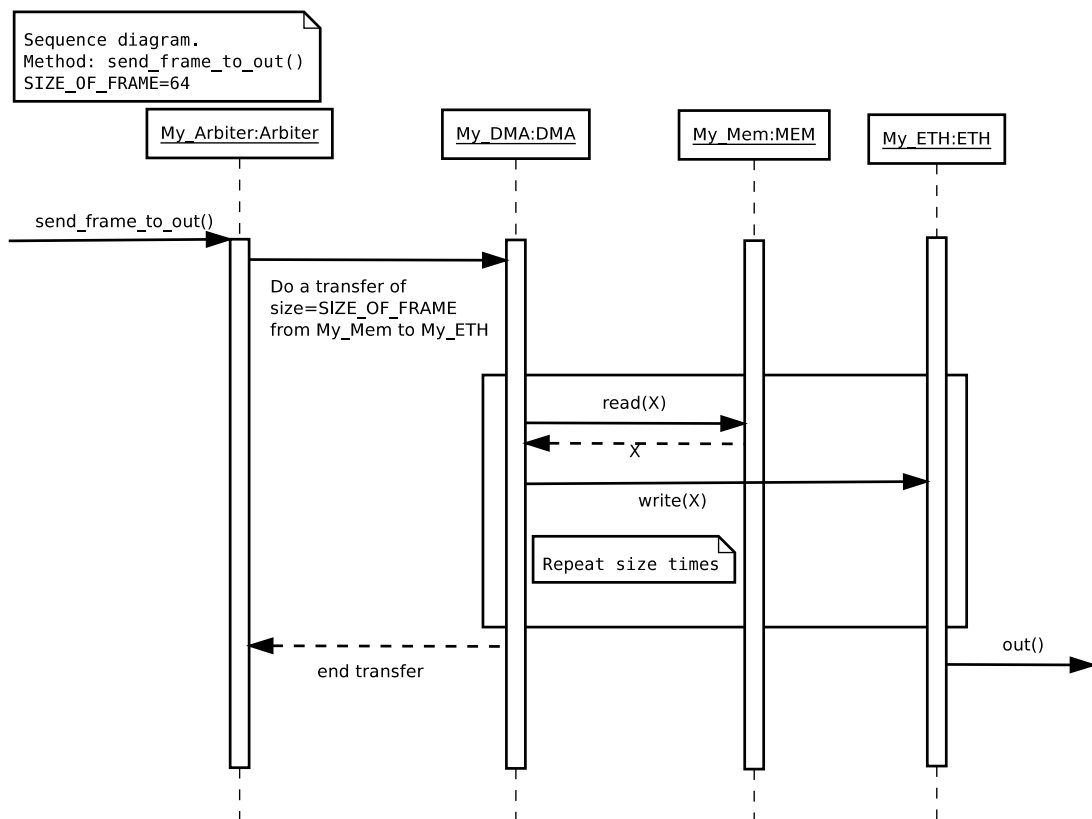 Sequence diagram.
Method: send_frame_to_out()
SIZE_OF_FRAME=64
My_Arbiter:Arbiter
My_DMA:DMA
My_Mem:MEM
My_ETH:ETH
send_frame_to_out()
Do a transfer of
size=SIZE_OF_FRAME
from My_Mem to My_ETH
read(X)
X
write(X)
Repeat size times
end transfer
out()